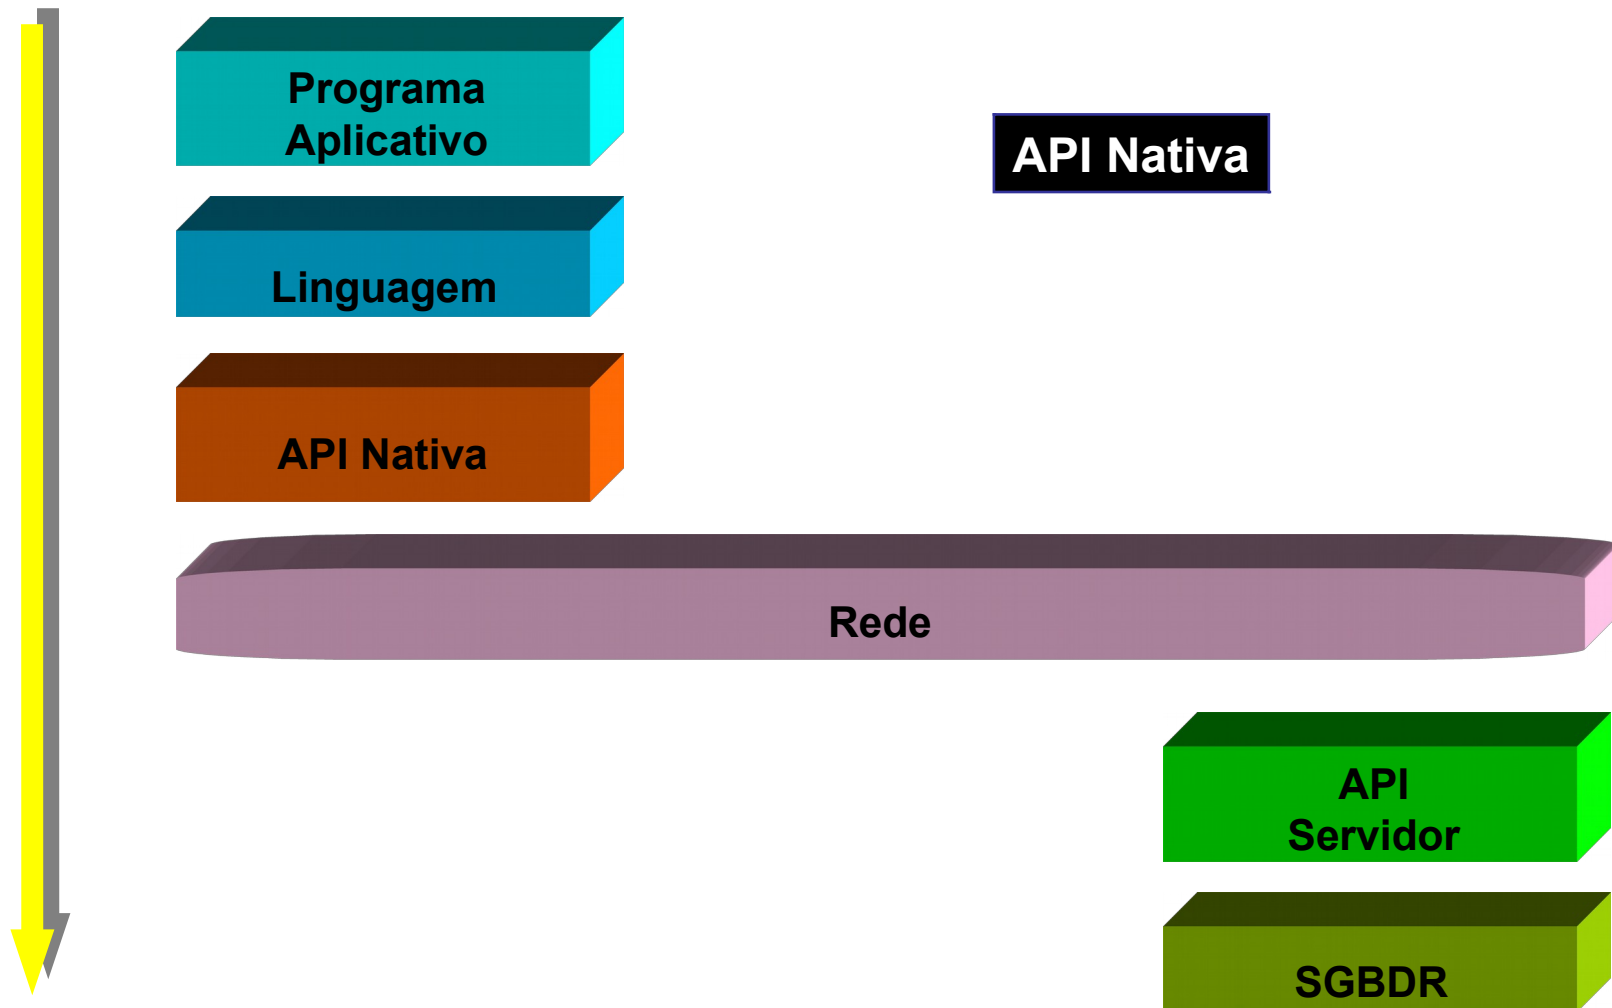 Programa
Aplicativo
API Nativa
Linguagem
API Nativa
Rede
API
Servidor
SGBDR